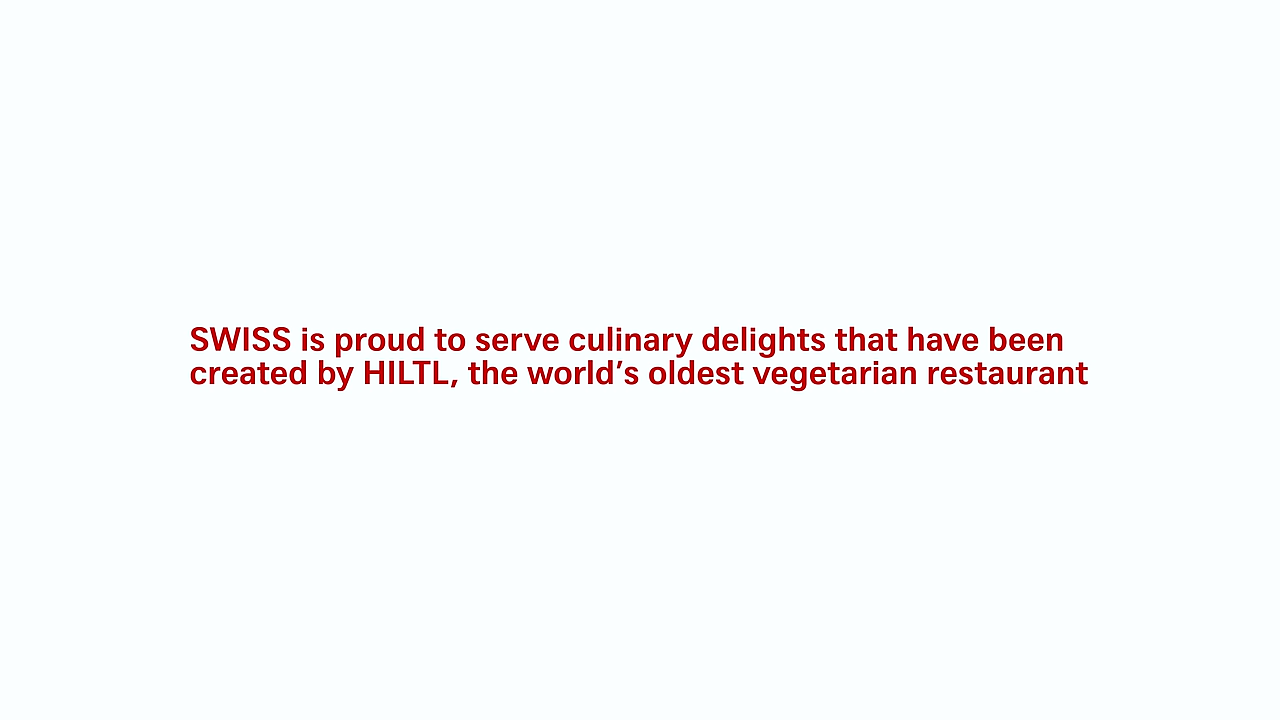 SWISS is proud to serve culinary delights that have been
created by HILTL, the world’s oldest vegetarian restaurant